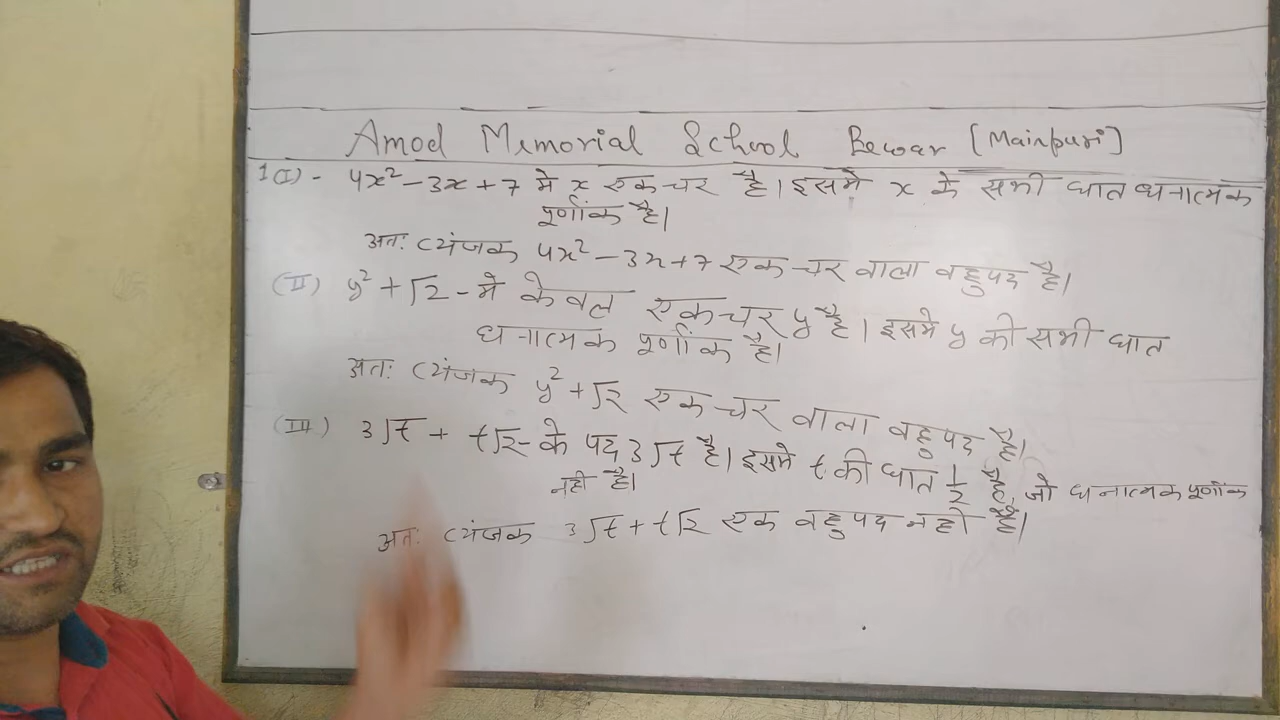 Amod Memorial School Bewar [Mainpuri]
1(I) - 4x² - 3x + 7 मे x एक चर है। इसमे x के सभी घात धनात्मक
पूर्णांक है।
अतः व्यंजक 4x² - 3x + 7 एक चर वाला बहुपद है।
(II) y² + √2 - मे केवल एक चर y है। इसमे y की सभी घात
धनात्मक पूर्णांक है।
अतः व्यंजक y² + √2 एक चर वाला बहुपद है।
(III) 3√t + t√2 - के पद 3√t है। इसमे t की घात 1/2 है, जो धनात्मक पूर्णांक
नही है।
अतः व्यंजक 3√t + t√2 एक बहुपद नही है।